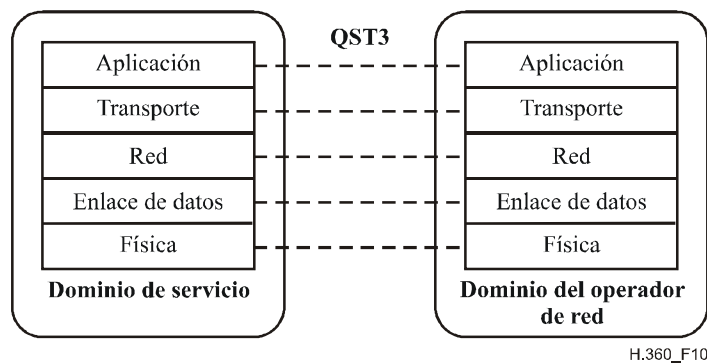 QST3
Aplicación
Aplicación
Transporte
Transporte
Red
Red
Enlace de datos
Enlace de datos
Física
Física
Dominio de servicio
Dominio del operador
de red
H.360_F10